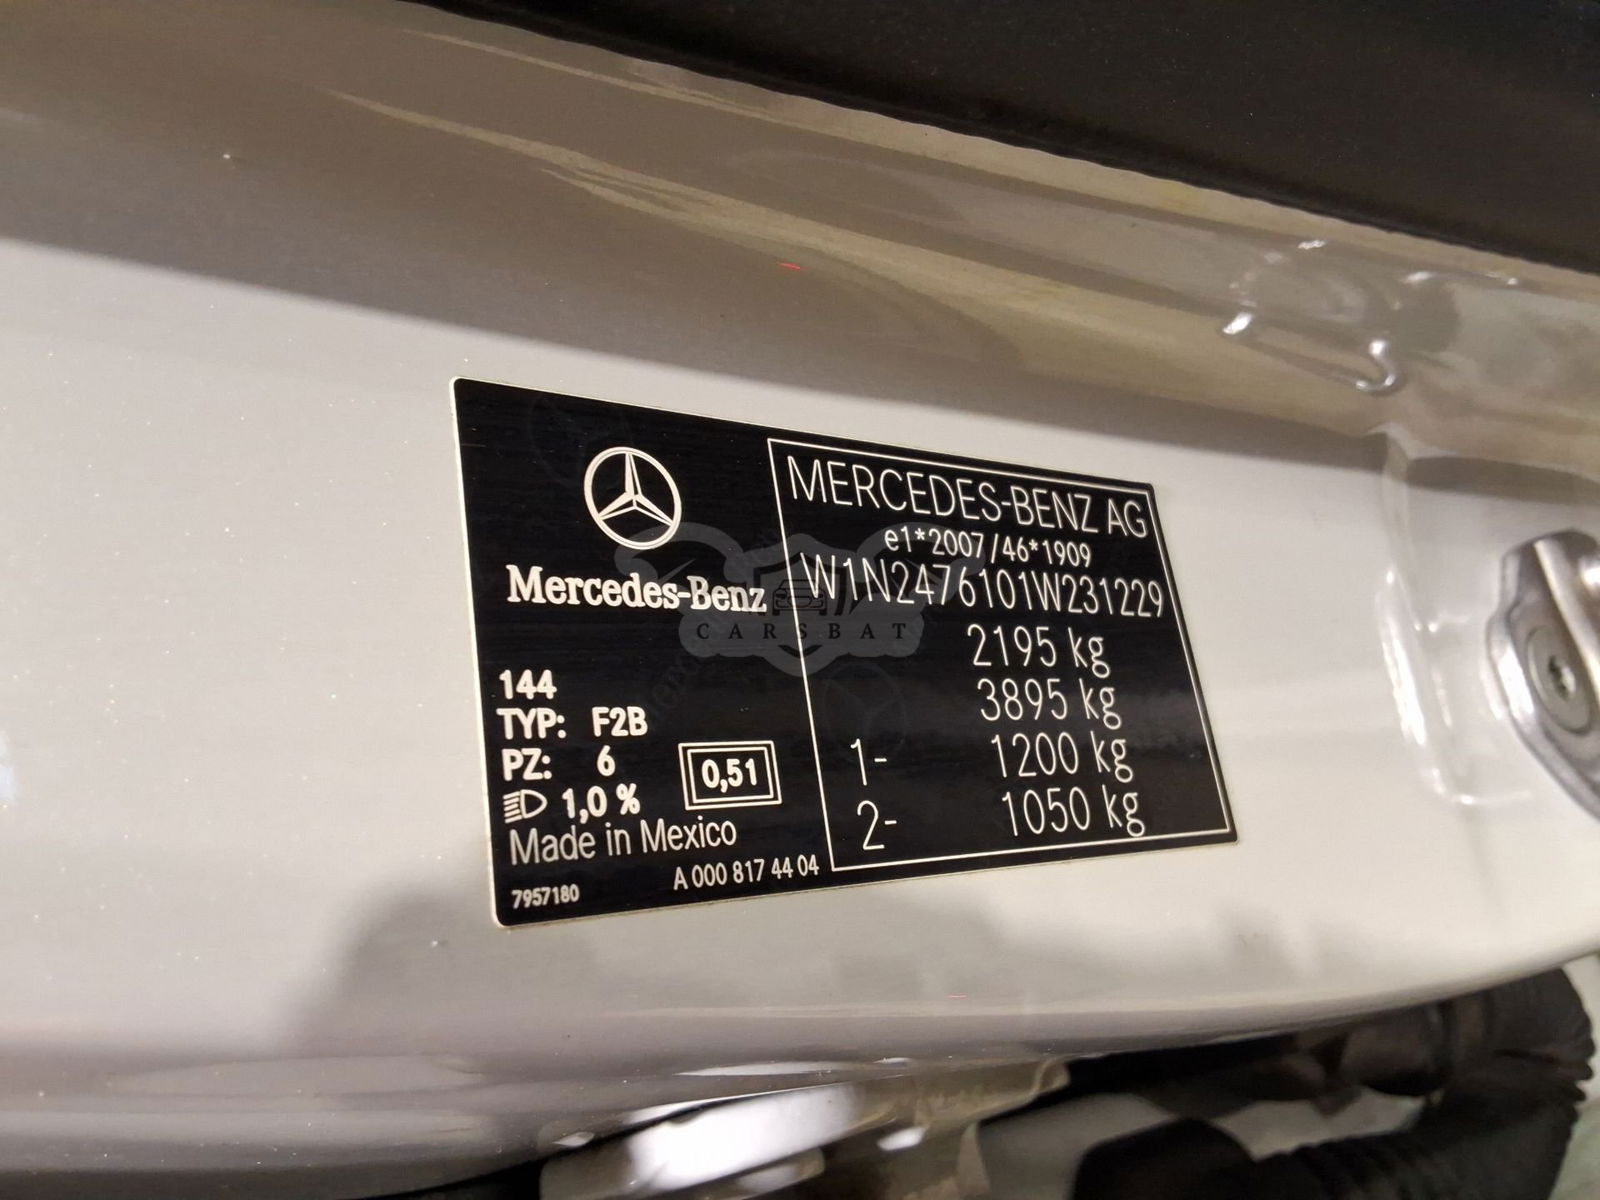 MERCEDES-BENZ AG
e1*2007/46*1909
W1N2476101W231229
2195 kg
3895 kg
1- 1200 kg
2- 1050 kg
Mercedes-Benz
CARSBAT
144
TYP: F2B
PZ: 6
1,0 %
0,51
Made in Mexico
7957180
A 000 817 44 04